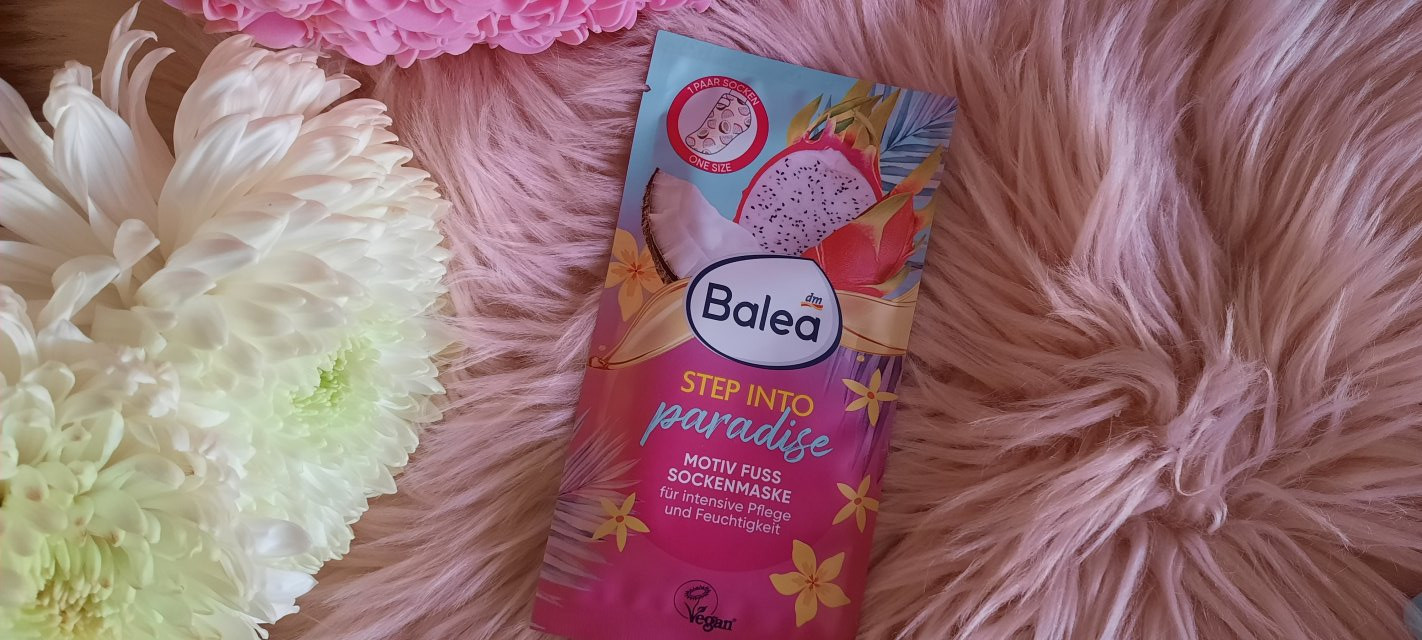 1 PAAR SOCKEN
ONE SIZE
dm
Balea
STEP INTO
paradise
MOTIV FUSS
SOCKENMASKE
für intensive Pflege
und Feuchtigkeit
Vegan